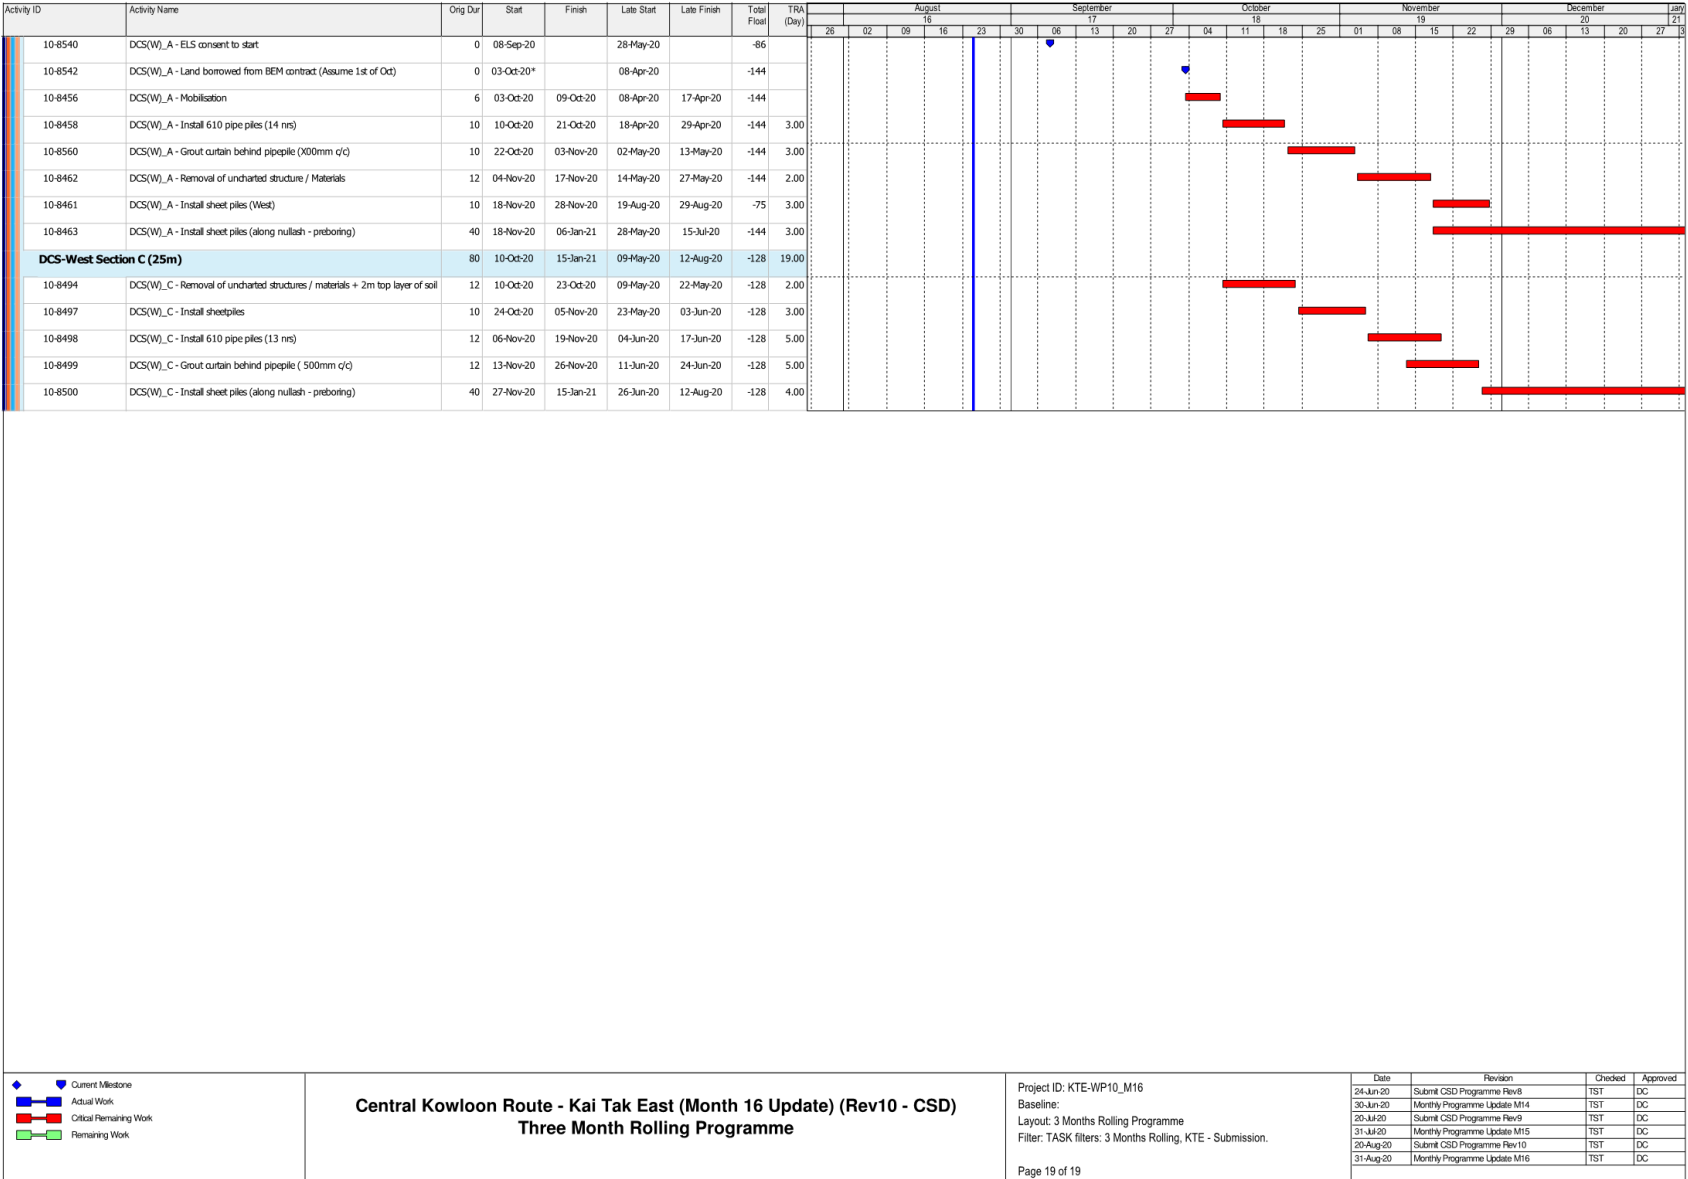 Activity ID Activity Name Orig Dur Start Finish Late Start Late Finish Total Float TRA (Day)
August September October November December
16 17 18 19 20 21
26 02 09 16 23 30 06 13 20 27 04 11 18 25 01 08 15 22 29 06 13 20 27
10-8540 DCS(W)_A - ELS consent to start 0 08-Sep-20 28-May-20 -86
10-8542 DCS(W)_A - Land borrowed from BEM contract (Assume 1st of Oct) 0 03-Oct-20* 08-Apr-20 -144
10-8456 DCS(W)_A - Mobilisation 6 03-Oct-20 09-Oct-20 08-Apr-20 17-Apr-20 -144
10-8458 DCS(W)_A - Install 610 pipe piles (14 nrs) 10 10-Oct-20 21-Oct-20 18-Apr-20 29-Apr-20 -144 3.00
10-8560 DCS(W)_A - Grout curtain behind pipepile (X00mm c/c) 10 22-Oct-20 03-Nov-20 02-May-20 13-May-20 -144 3.00
10-8462 DCS(W)_A - Removal of uncharted structure / Materials 12 04-Nov-20 17-Nov-20 14-May-20 27-May-20 -144 2.00
10-8461 DCS(W)_A - Install sheet piles (West) 10 18-Nov-20 28-Nov-20 19-Aug-20 29-Aug-20 -75 3.00
10-8463 DCS(W)_A - Install sheet piles (along nullash - preboring) 40 18-Nov-20 06-Jan-21 28-May-20 15-Jul-20 -144 3.00
DCS-West Section C (25m) 80 10-Oct-20 15-Jan-21 09-May-20 12-Aug-20 -128 19.00
10-8494 DCS(W)_C - Removal of uncharted structures / materials + 2m top layer of soil 12 10-Oct-20 23-Oct-20 09-May-20 22-May-20 -128 2.00
10-8497 DCS(W)_C - Install sheetpiles 10 24-Oct-20 05-Nov-20 23-May-20 03-Jun-20 -128 3.00
10-8498 DCS(W)_C - Install 610 pipe piles (13 nrs) 12 06-Nov-20 19-Nov-20 04-Jun-20 17-Jun-20 -128 5.00
10-8499 DCS(W)_C - Grout curtain behind pipepile ( 500mm c/c) 12 13-Nov-20 26-Nov-20 11-Jun-20 24-Jun-20 -128 5.00
10-8500 DCS(W)_C - Install sheet piles (along nullash - preboring) 40 27-Nov-20 15-Jan-21 26-Jun-20 12-Aug-20 -128 4.00
Current Milestone
Actual Work
Critical Remaining Work
Remaining Work
Central Kowloon Route - Kai Tak East (Month 16 Update) (Rev10 - CSD)
Three Month Rolling Programme
Project ID: KTE-WP10_M16
Baseline:
Layout: 3 Months Rolling Programme
Filter: TASK filters: 3 Months Rolling, KTE - Submission.
Page 19 of 19
Date Revision Checked Approved
24-Jun-20 Submit CSD Programme Rev8 TST DC
30-Jun-20 Monthly Programme Update M14 TST DC
20-Jul-20 Submit CSD Programme Rev9 TST DC
31-Jul-20 Monthly Programme Update M15 TST DC
20-Aug-20 Submit CSD Programme Rev10 TST DC
31-Aug-20 Monthly Programme Update M16 TST DC